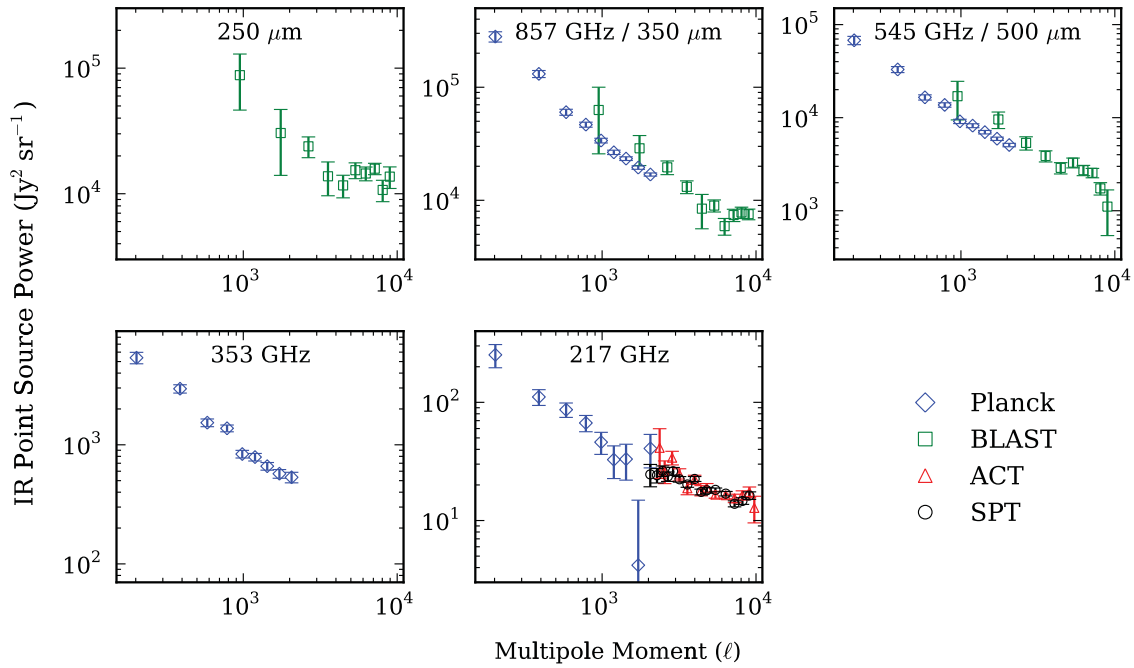 250 μm
857 GHz / 350 μm
545 GHz / 500 μm
10⁵
10⁴
10³ 10⁴
10⁵
10⁴
10³ 10⁴
10⁵
10⁴
10³
10³ 10⁴
IR Point Source Power (Jy² sr⁻¹)
353 GHz
217 GHz
10³
10²
10³ 10⁴
10²
10¹
10³ 10⁴
Planck
BLAST
ACT
SPT
Multipole Moment (ℓ)